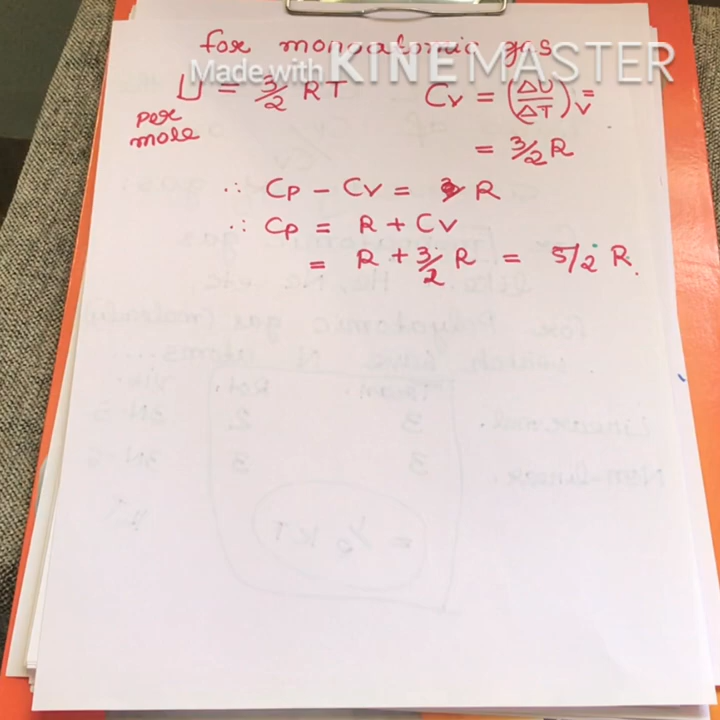 for monoatomic gas
Made with KINEMASTER
U = 3/2 RT
per mole
Cv = (ΔU/ΔT)v =
= 3/2 R
∴ Cp - Cv = R
∴ Cp = R + Cv
= R + 3/2 R = 5/2 R.